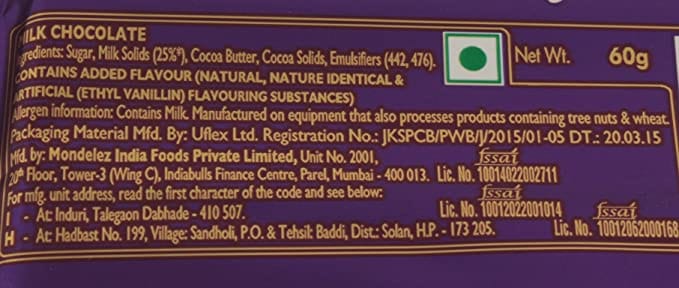 MILK CHOCOLATE
Ingredients: Sugar, Milk Solids (25%*), Cocoa Butter, Cocoa Solids, Emulsifiers (442, 476). Net Wt. 60g
CONTAINS ADDED FLAVOUR (NATURAL, NATURE IDENTICAL &
ARTIFICIAL (ETHYL VANILLIN) FLAVOURING SUBSTANCES)
Allergen information: Contains Milk. Manufactured on equipment that also processes products containing tree nuts & wheat.
Packaging Material Mfd. By: Uflex Ltd. Registration No.: JKSPCB/PWB/J/2015/01-05 DT.: 20.03.15
Mfd. by: Mondelez India Foods Private Limited, Unit No. 2001, fssai
20th Floor, Tower-3 (Wing C), Indiabulls Finance Centre, Parel, Mumbai - 400 013. Lic. No. 10014022002711
For mfg. unit address, read the first character of the code and see below: fssai
I - At: Induri, Talegaon Dabhade - 410 507. Lic. No. 10012022001014 fssai
H - At: Hadbast No. 199, Village: Sandholi, P.O. & Tehsil: Baddi, Dist.: Solan, H.P. - 173 205. Lic. No. 10012062000168